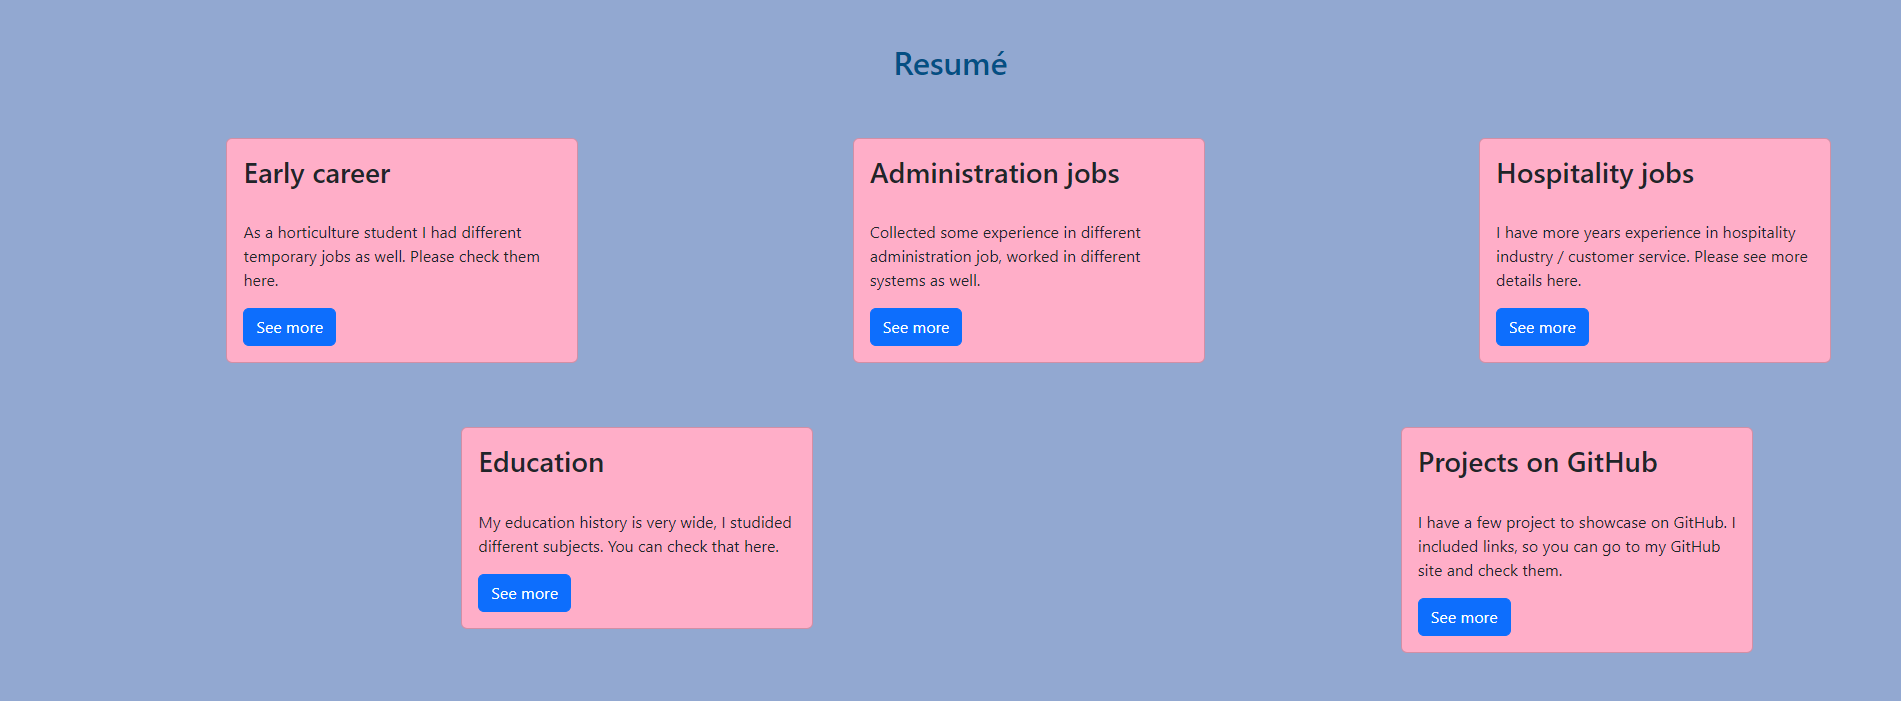 Resumé
Early career
As a horticulture student I had different
temporary jobs as well. Please check them
here.
See more
Administration jobs
Collected some experience in different
administration job, worked in different
systems as well.
See more
Hospitality jobs
I have more years experience in hospitality
industry / customer service. Please see more
details here.
See more
Education
My education history is very wide, I studided
different subjects. You can check that here.
See more
Projects on GitHub
I have a few project to showcase on GitHub. I
included links, so you can go to my GitHub
site and check them.
See more